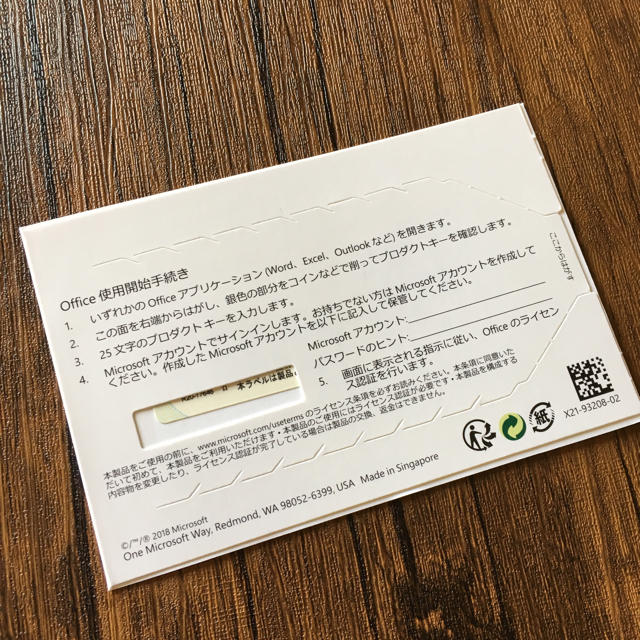 Office 使用開始手続き
1. いずれかの Office アプリケーション (Word、Excel、Outlook など) を開きます。
2. この面を右端からはがし、銀色の部分をコインなどで削ってプロダクトキーを確認します。
3. 25 文字のプロダクト キーを入力します。
4. Microsoft アカウントでサインインします。お持ちでない方は Microsoft アカウントを作成して
ください。作成した Microsoft アカウントを以下に記入して保管してください。
Microsoft アカウント:
パスワードのヒント:
5. 画面に表示される指示に従い、Office のライセン
ス認証を行います。
ここからはがす
本ラベルは製品
本製品をご使用の前に、www.microsoft.com/useterms のライセンス条項を必ずお読みください。本条項に同意いた
だいて初めて、本製品をご利用いただけます・本製品のご使用にはライセンス認証が必要です・本製品を構成する
内容物を変更したり、ライセンス認証が完了している場合は製品の交換、返金はできません。
紙
X21-93208-02
©/™/® 2018 Microsoft
One Microsoft Way, Redmond, WA 98052-6399, USA Made in Singapore